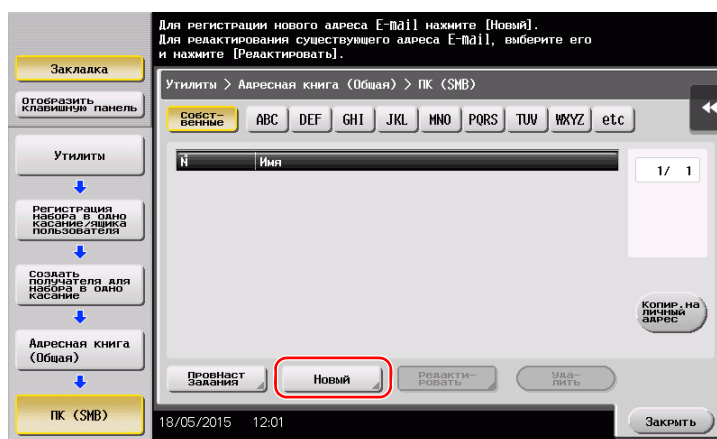 Для регистрации нового адреса E-mail нажмите [Новый].
Для редактирования существующего адреса E-mail, выберите его
и нажмите [Редактировать].
Закладка
Отобразить
клавишную панель
Утилиты > Адресная книга (Общая) > ПК (SMB)
Собст-
венные
ABC DEF GHI JKL MNO PQRS TUV WXYZ etc
N Имя
1/ 1
Утилиты
Регистрация
набора в одно
касание/ящика
пользователя
Создать
получателя для
набора в одно
касание
Адресная книга
(Общая)
ПК (SMB)
Копир.на
личный
адрес
ПровНаст
Задания
Новый
Редакти-
ровать
Уда-
лить
18/05/2015 12:01
Закрыть